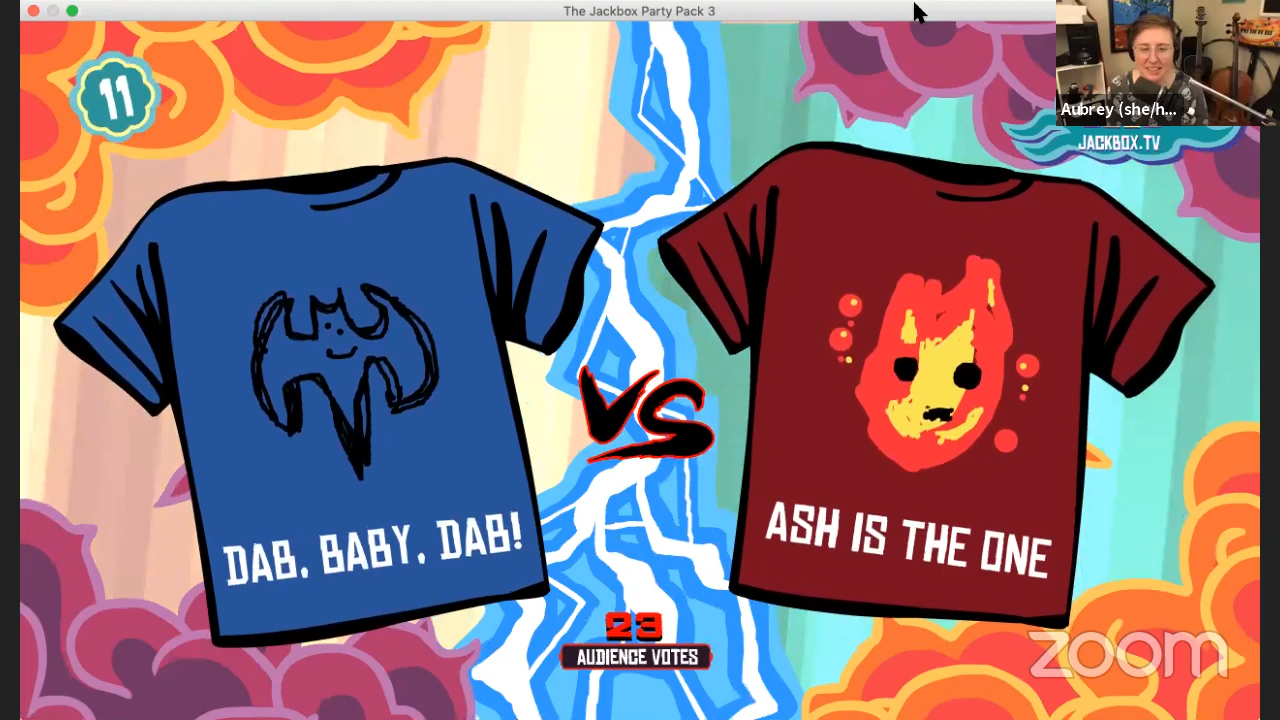 The Jackbox Party Pack 3
11
Aubrey (she/h...
JACKBOX.TV
VS
DAB, BABY, DAB!
ASH IS THE ONE
23
AUDIENCE VOTES
zoom